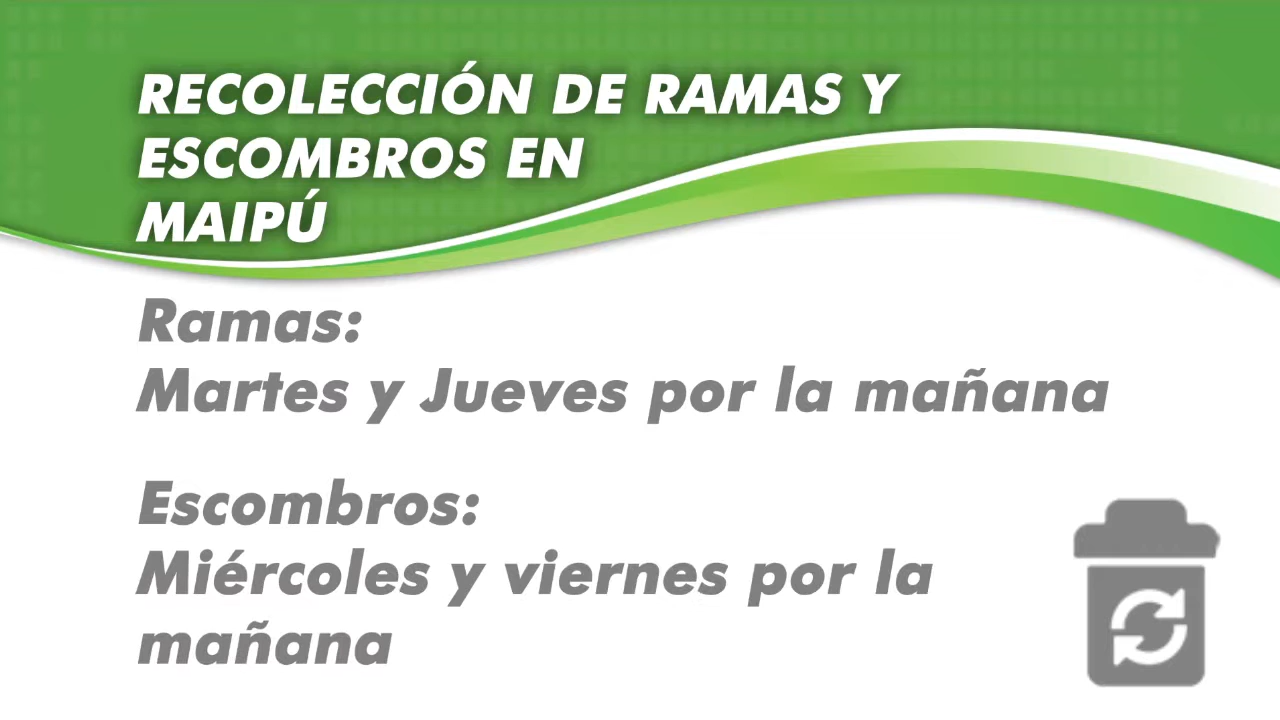 RECOLECCIÓN DE RAMAS Y
ESCOMBROS EN
MAIPÚ
Ramas:
Martes y Jueves por la mañana
Escombros:
Miércoles y viernes por la
mañana